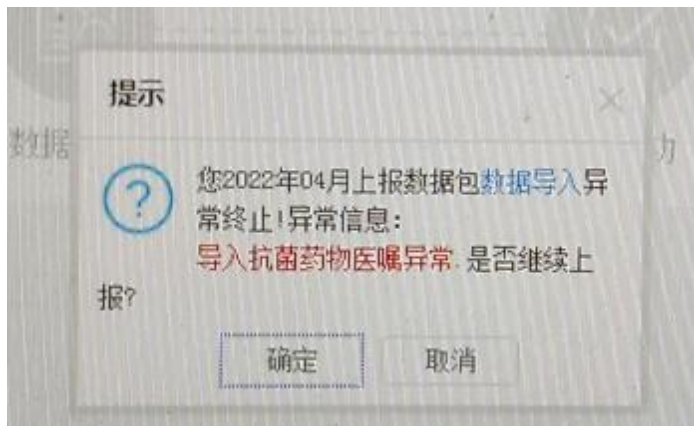 提示
数据
您2022年04月上报数据包数据导入异
常终止!异常信息:
导入抗菌药物医嘱异常.是否继续上
报?
确定
取消